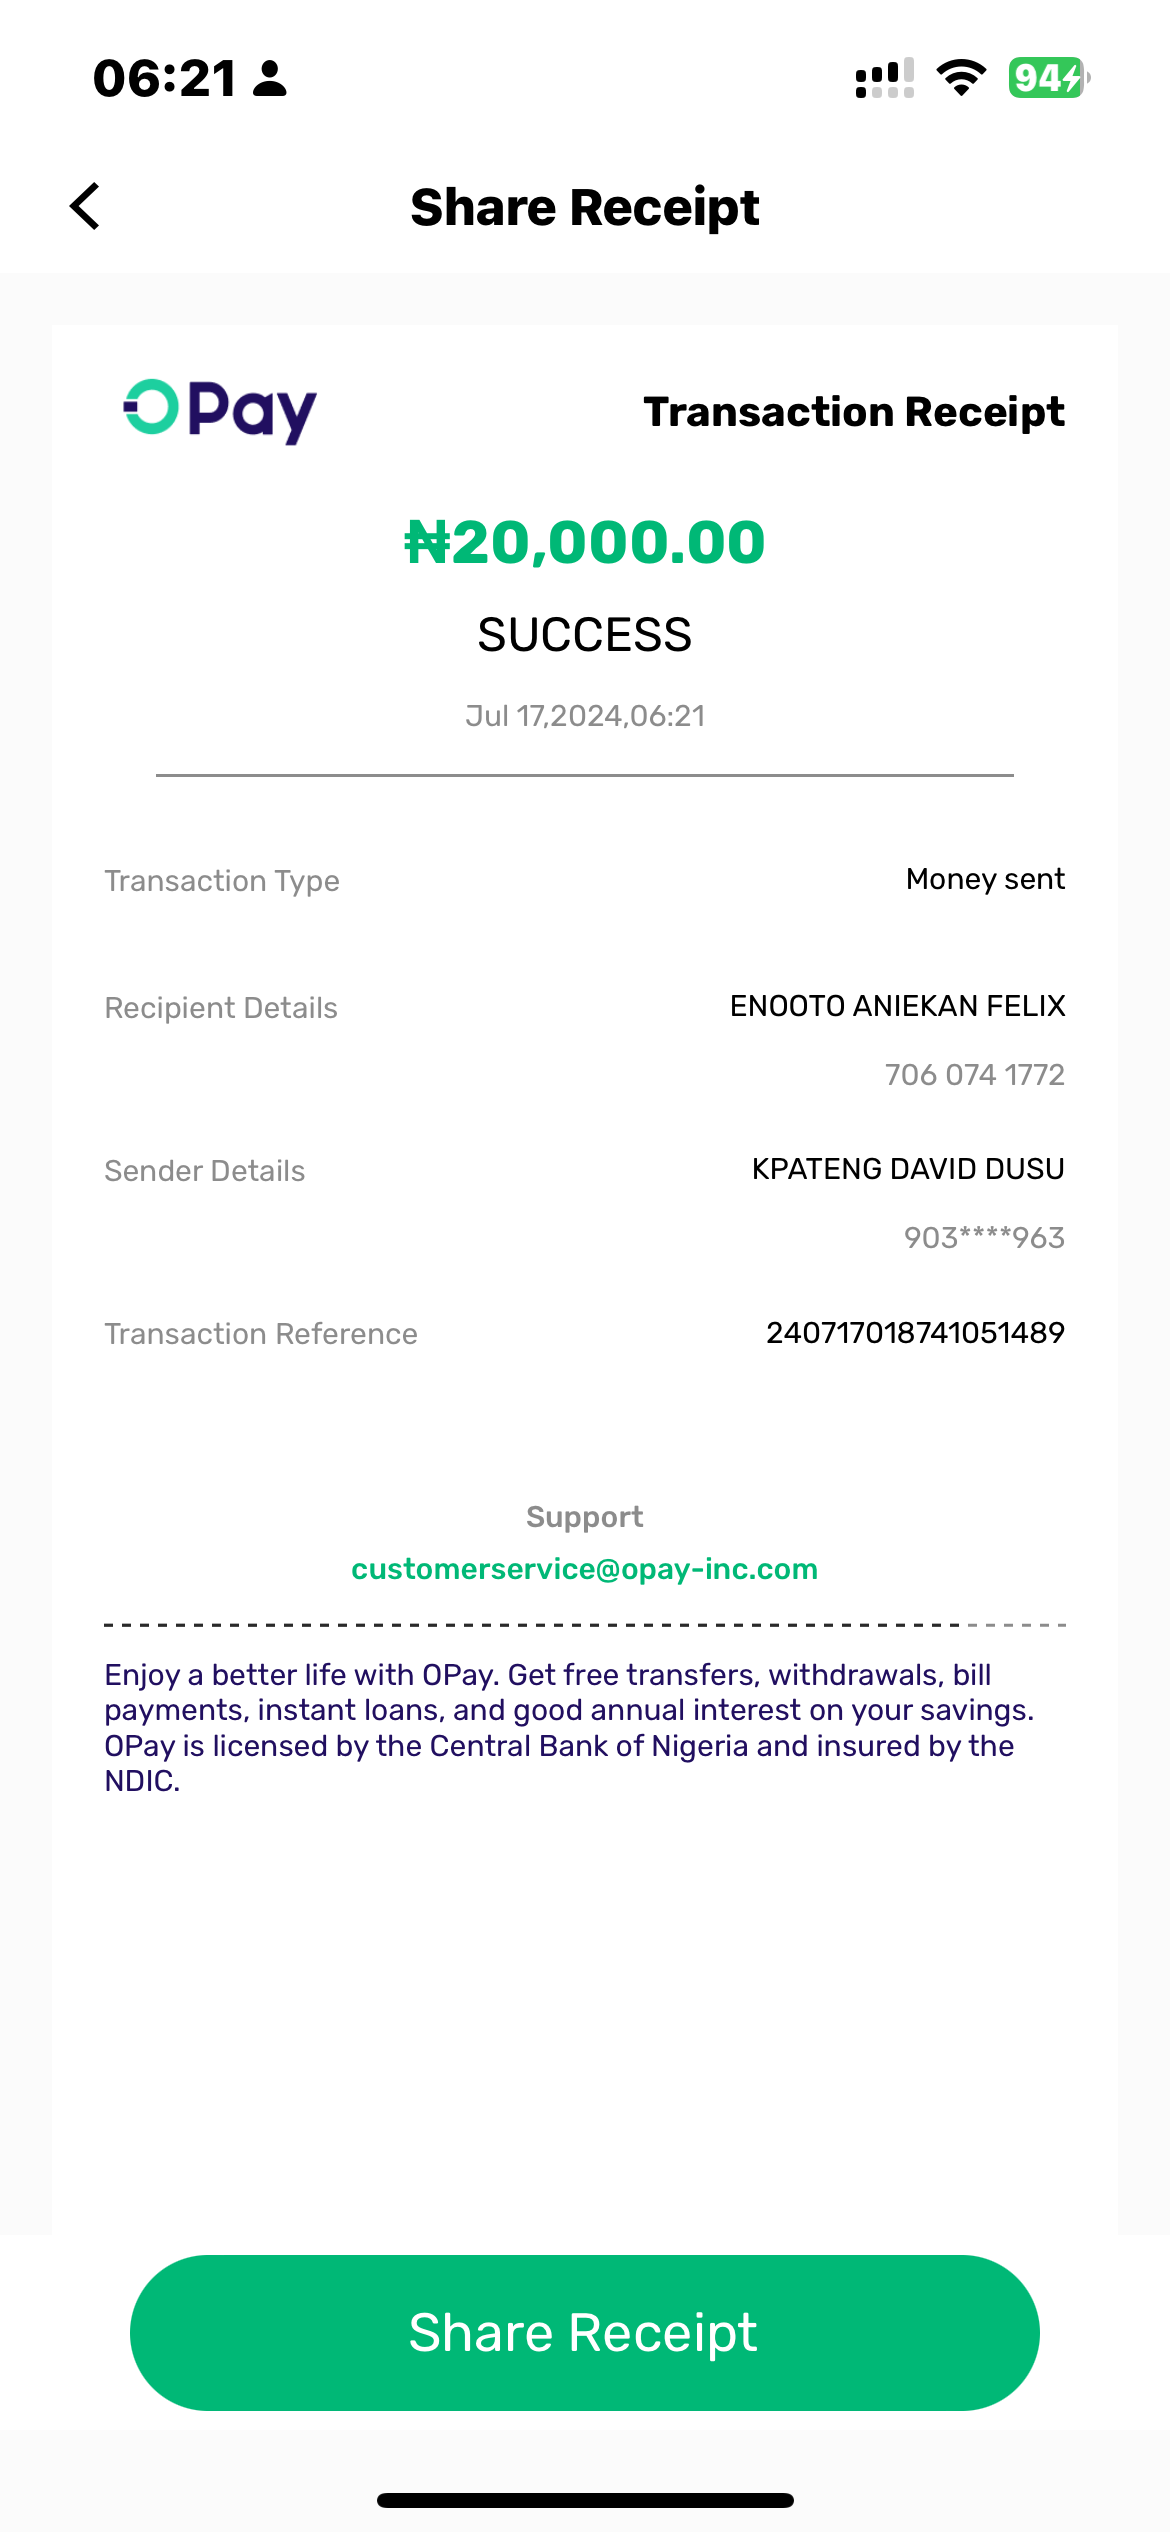 06:21
94
Share Receipt
OPay
Transaction Receipt
₦20,000.00
SUCCESS
Jul 17,2024,06:21
Transaction Type
Money sent
Recipient Details
ENOOTO ANIEKAN FELIX
706 074 1772
Sender Details
KPATENG DAVID DUSU
903****963
Transaction Reference
240717018741051489
Support
customerservice@opay-inc.com
Enjoy a better life with OPay. Get free transfers, withdrawals, bill
payments, instant loans, and good annual interest on your savings.
OPay is licensed by the Central Bank of Nigeria and insured by the
NDIC.
Share Receipt